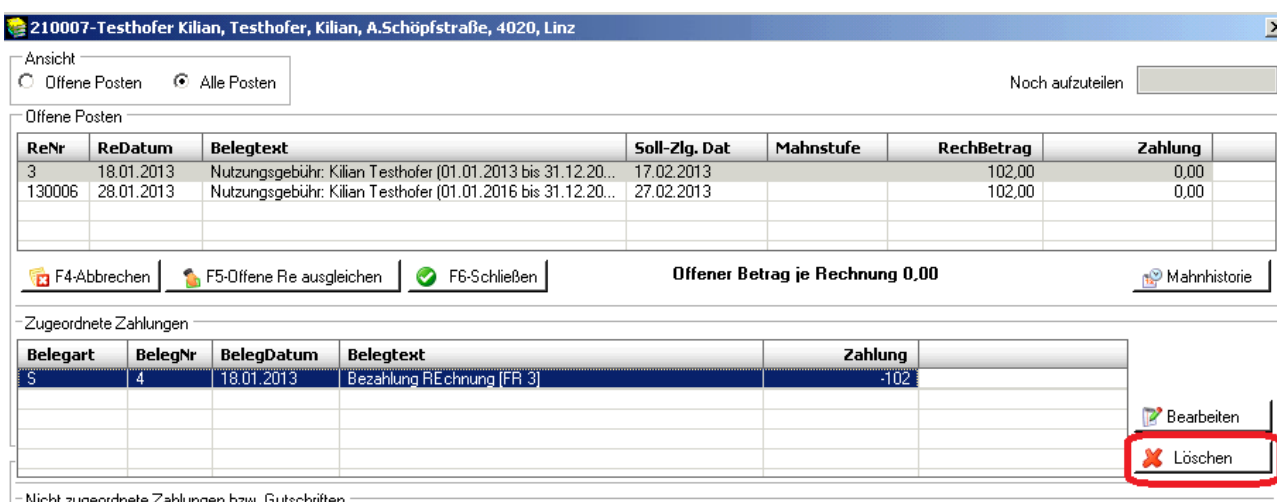 210007-Testhofer Kilian, Testhofer, Kilian, A.Schöpfstraße, 4020, Linz
Ansicht
Offene Posten Alle Posten Noch aufzuteilen
Offene Posten
ReNr ReDatum Belegtext Soll-Zlg. Dat Mahnstufe RechBetrag Zahlung
3 18.01.2013 Nutzungsgebühr: Kilian Testhofer (01.01.2013 bis 31.12.20... 17.02.2013 102,00 0,00
130006 28.01.2013 Nutzungsgebühr: Kilian Testhofer (01.01.2016 bis 31.12.20... 27.02.2013 102,00 0,00
F4-Abbrechen F5-Offene Re ausgleichen F6-Schließen Offener Betrag je Rechnung 0,00 Mahnhistorie
Zugeordnete Zahlungen
Belegart BelegNr BelegDatum Belegtext Zahlung
S 4 18.01.2013 Bezahlung REchnung [FR 3] -102
Bearbeiten
Löschen
Nicht zugeordnete Zahlungen bzw. Gutschriften